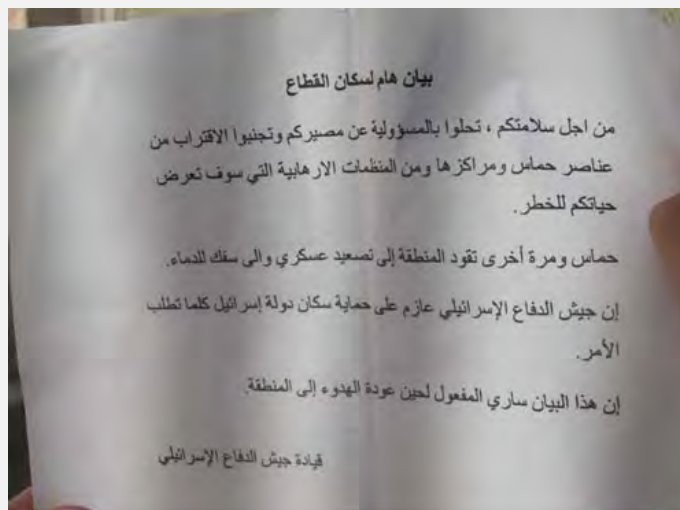 بيان هام لسكان القطاع
من اجل سلامتكم ، تحلوا بالمسؤولية عن مصيركم وتجنبوا الاقتراب من
عناصر حماس ومراكزها ومن المنظمات الارهابية التي سوف تعرض
حياتكم للخطر.
حماس ومرة أخرى تقود المنطقة إلى تصعيد عسكري والى سفك للدماء.
إن جيش الدفاع الإسرائيلي عازم على حماية سكان دولة إسرائيل كلما تطلب
الأمر.
إن هذا البيان ساري المفعول لحين عودة الهدوء إلى المنطقة.
قيادة جيش الدفاع الإسرائيلي